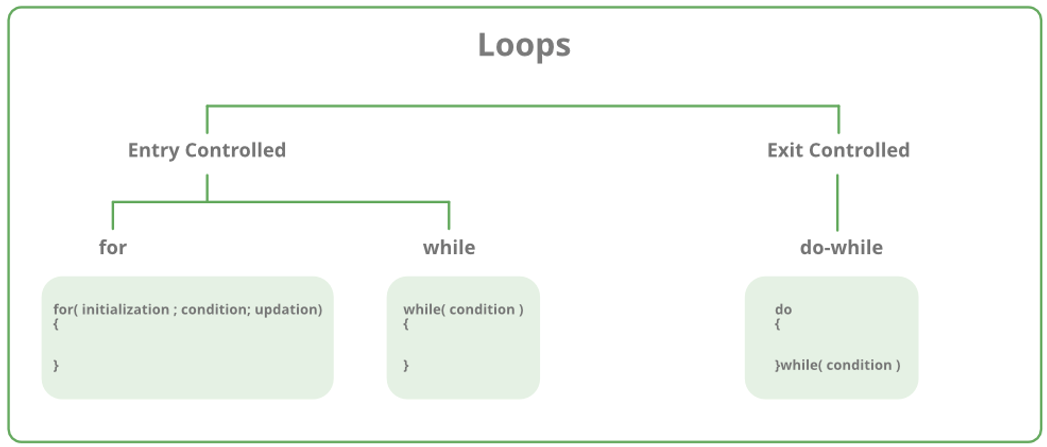 Loops
Entry Controlled
Exit Controlled
for
while
do-while
for( initialization ; condition; updation)
{
}
while( condition )
{
}
do
{
}while( condition )